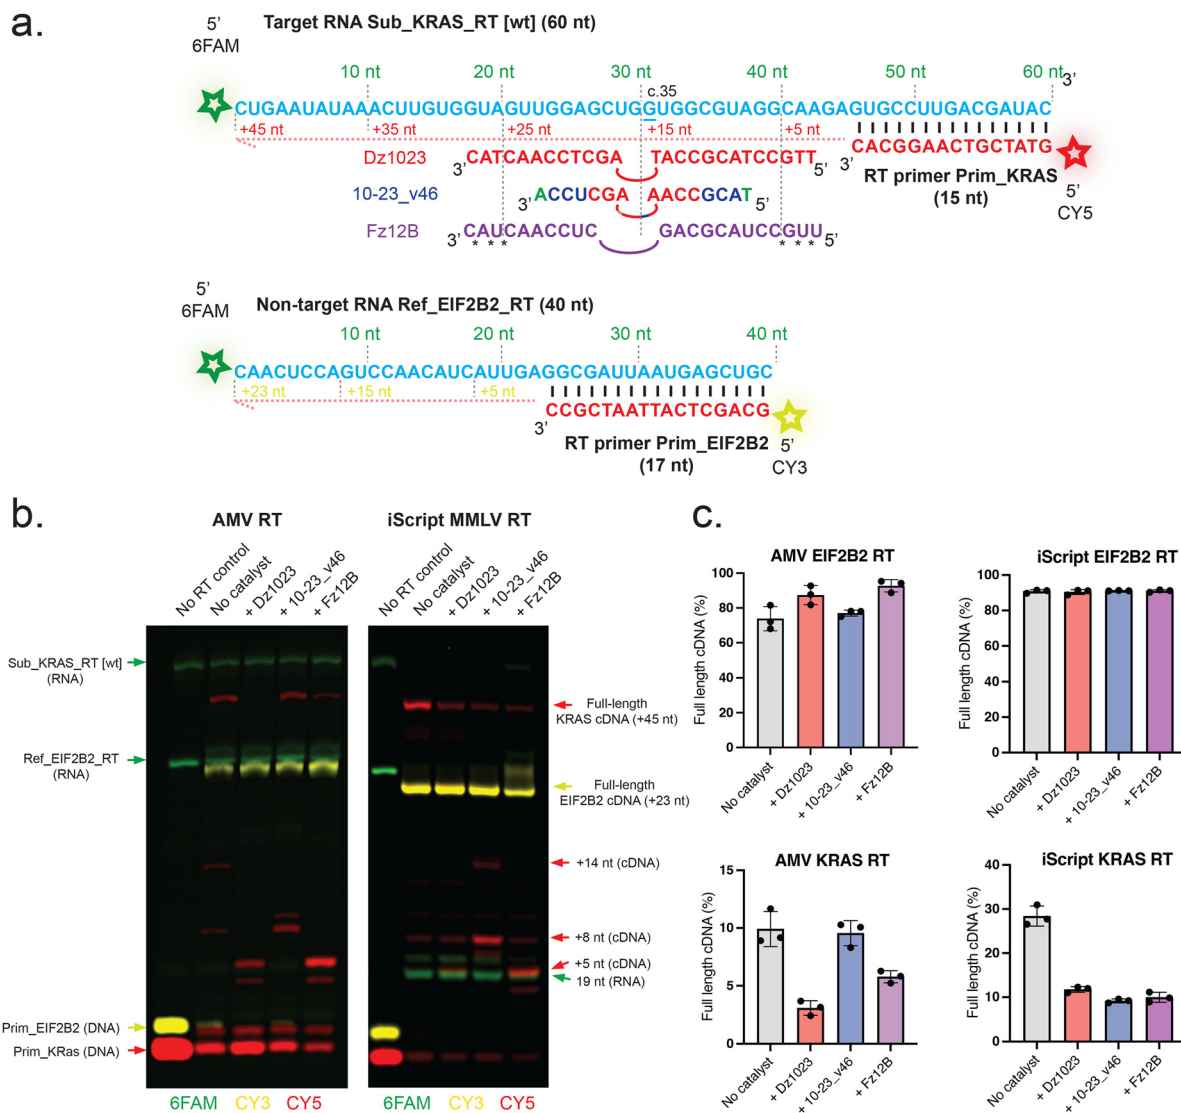 a.
5’
6FAM
Target RNA Sub_KRAS_RT [wt] (60 nt)
10 nt 20 nt 30 nt 40 nt 50 nt 60 nt 3’
c.35
CUGAAUAUAAACUUGUGGUAGUUGGAGCUGGUGGCGUAGGCAAGAGUGCCUUGACGAUAC
+45 nt +35 nt +25 nt +15 nt +5 nt
3’ CACGGAACTGCTATG
Dz1023 3’ CATCAACCTCGA TACCGCATCCGTT 5’
RT primer Prim_KRAS
(15 nt)
5’
CY5
10-23_v46 3’ ACCUCGA AACCGCAT 5’
Fz12B 3’ CAUCAACCUC GACGCAUCCGUU 5’
* * * * * *
5’
6FAM
Non-target RNA Ref_EIF2B2_RT (40 nt)
10 nt 20 nt 30 nt 40 nt
CAACUCCAGUCCAACAUCAUUGAGGCGAUUAAUGAGCUGC
+23 nt +15 nt +5 nt
3’ CCGCTAATTACTCGACG
RT primer Prim_EIF2B2
(17 nt)
5’
CY3
b.
AMV RT
iScript MMLV RT
No RT control
No catalyst
+ Dz1023
+ 10-23_v46
+ Fz12B
No RT control
No catalyst
+ Dz1023
+ 10-23_v46
+ Fz12B
Sub_KRAS_RT [wt]
(RNA)
Ref_EIF2B2_RT
(RNA)
Prim_EIF2B2 (DNA)
Prim_KRas (DNA)
Full-length
KRAS cDNA (+45 nt)
Full-length
EIF2B2 cDNA (+23 nt)
+14 nt (cDNA)
+8 nt (cDNA)
+5 nt (cDNA)
19 nt (RNA)
6FAM CY3 CY5
6FAM CY3 CY5
c.
AMV EIF2B2 RT
Full length cDNA (%)
100
80
60
40
20
0
No catalyst
+ Dz1023
+ 10-23_v46
+ Fz12B
iScript EIF2B2 RT
Full length cDNA (%)
100
80
60
40
20
0
No catalyst
+ Dz1023
+ 10-23_v46
+ Fz12B
AMV KRAS RT
Full length cDNA (%)
15
10
5
0
No catalyst
+ Dz1023
+ 10-23_v46
+ Fz12B
iScript KRAS RT
Full length cDNA (%)
40
30
20
10
0
No catalyst
+ Dz1023
+ 10-23_v46
+ Fz12B